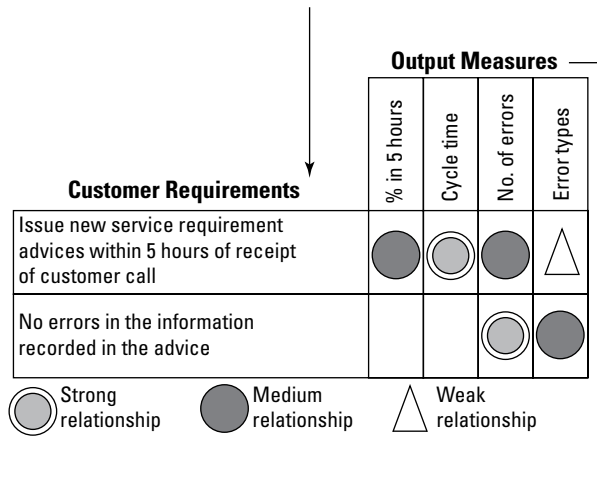 Output Measures
% in 5 hours
Cycle time
No. of errors
Error types
Customer Requirements
Issue new service requirement
advices within 5 hours of receipt
of customer call
No errors in the information
recorded in the advice
Strong
relationship
Medium
relationship
Weak
relationship